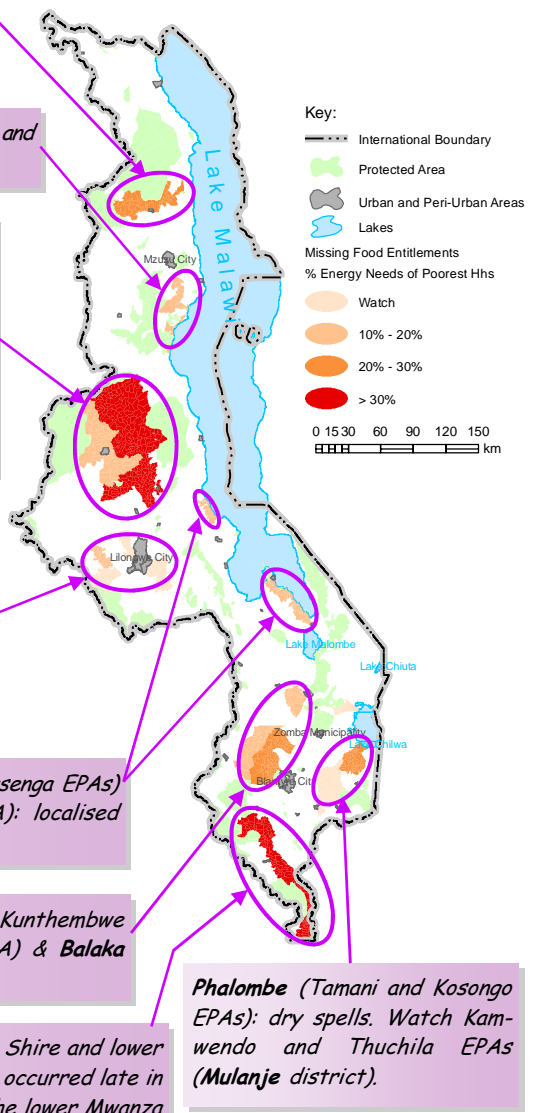 and
Key:
International Boundary
Protected Area
Urban and Peri-Urban Areas
Lakes
Missing Food Entitlements
% Energy Needs of Poorest Hhs
Watch
10% - 20%
20% - 30%
> 30%
0 15 30 60 90 120 150
km
Lake Malaw
Mzuzu City
Lilongwe City
Lake Malombe
Lake Chiuta
Zomba Municipality
Lake Chilwa
Blantyre City
senga EPAs)
A): localised
Kunthembwe
A) & Balaka
Shire and lower
occurred late in
he lower Mwanza
Phalombe (Tamani and Kosongo
EPAs): dry spells. Watch Kam-
wendo and Thuchila EPAs
(Mulanje district).